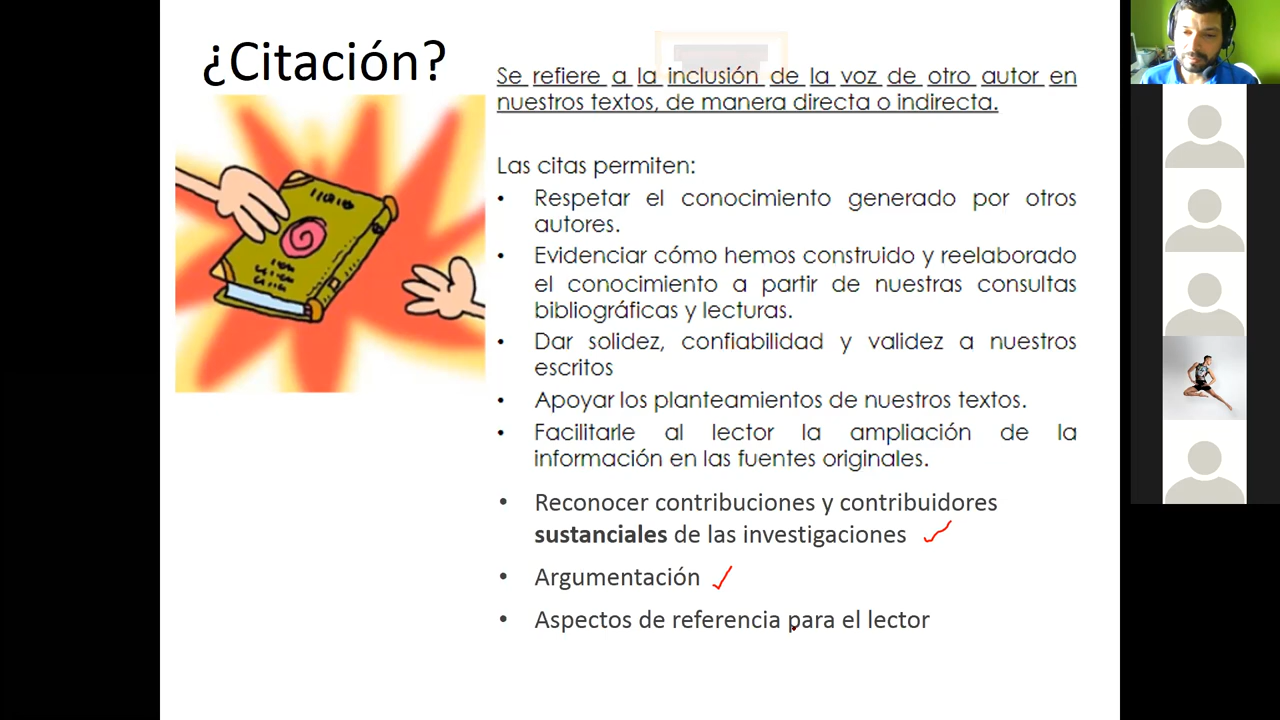 ¿Citación?
Se refiere a la inclusión de la voz de otro autor en
nuestros textos, de manera directa o indirecta.
Las citas permiten:
• Respetar el conocimiento generado por otros
autores.
• Evidenciar cómo hemos construido y reelaborado
el conocimiento a partir de nuestras consultas
bibliográficas y lecturas.
• Dar solidez, confiabilidad y validez a nuestros
escritos
• Apoyar los planteamientos de nuestros textos.
• Facilitarle al lector la ampliación de la
información en las fuentes originales.
• Reconocer contribuciones y contribuidores
sustanciales de las investigaciones
• Argumentación
• Aspectos de referencia para el lector